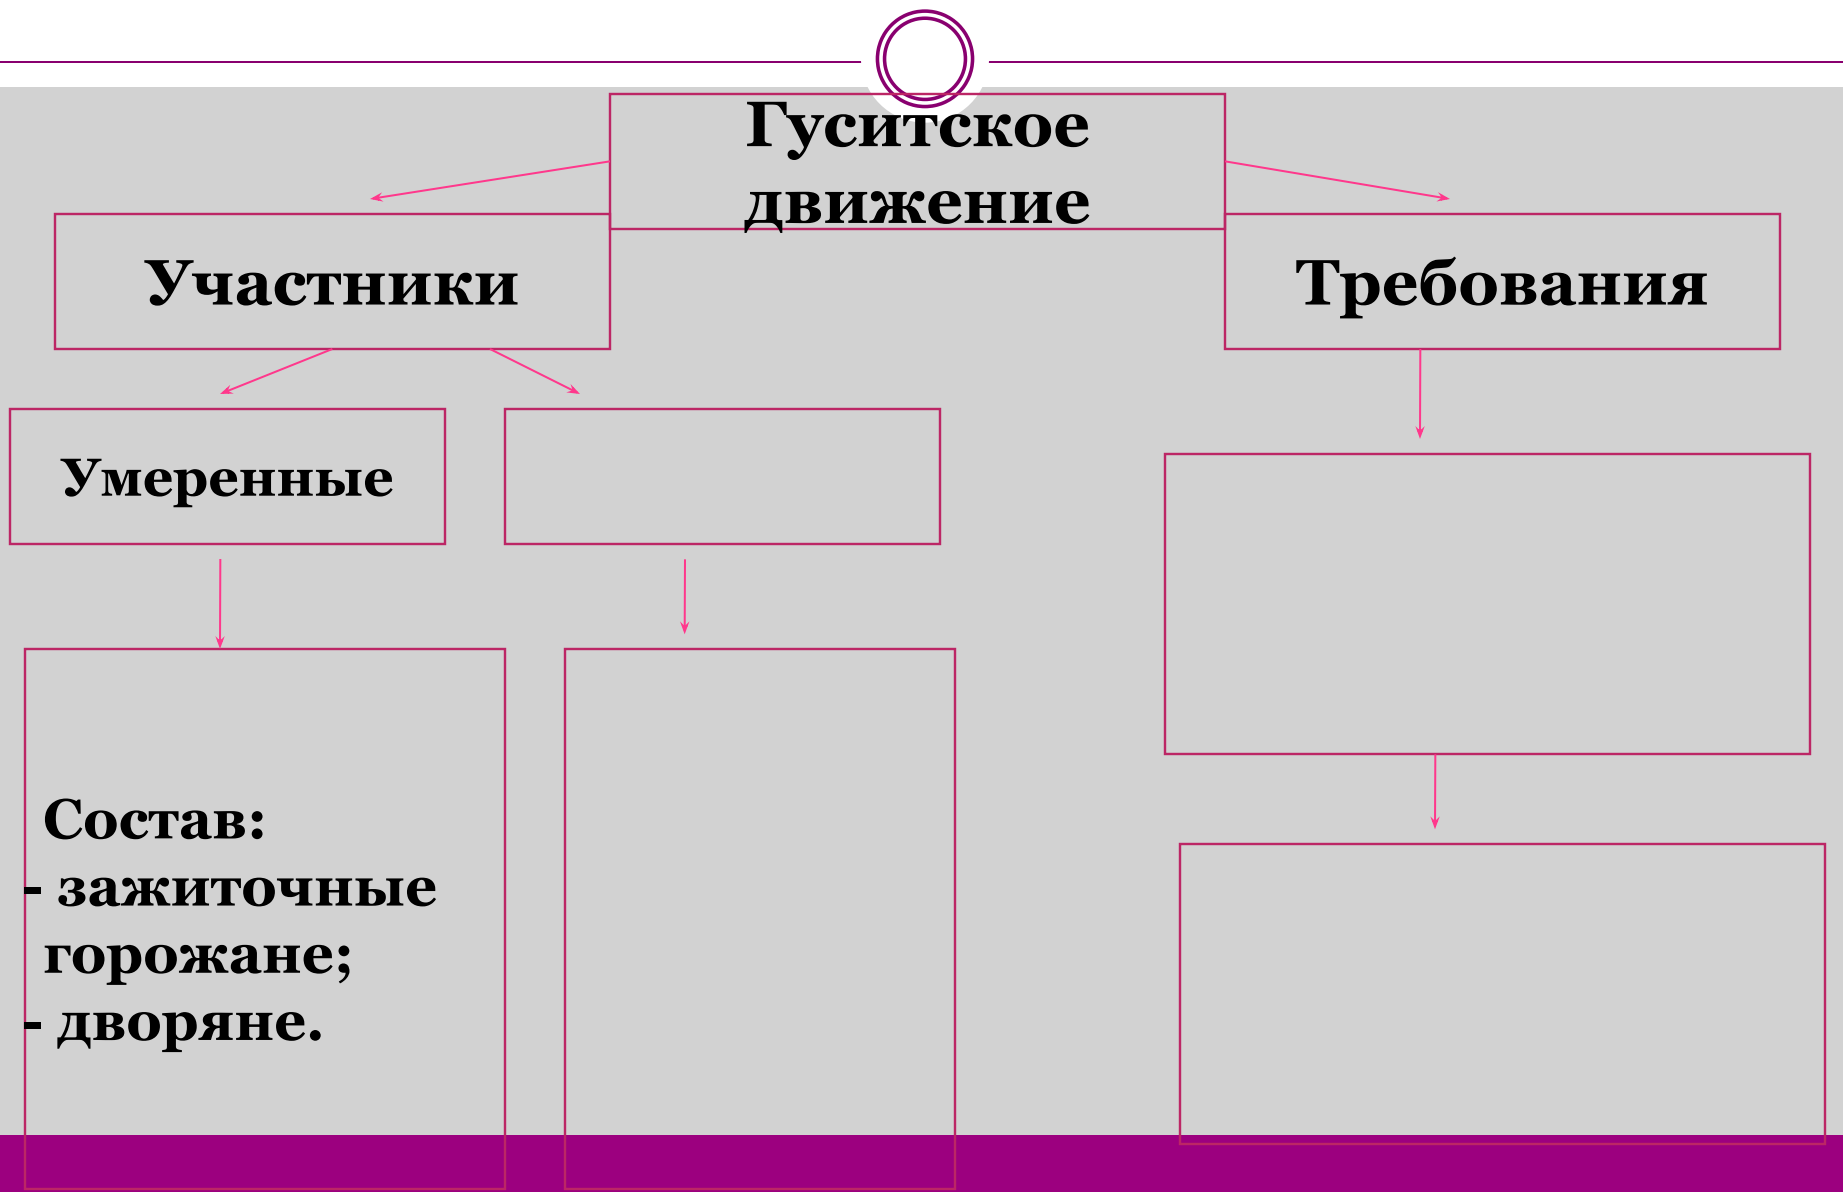 Гуситское
движение
Участники
Требования
Умеренные
Состав:
- зажиточные
горожане;
- дворяне.